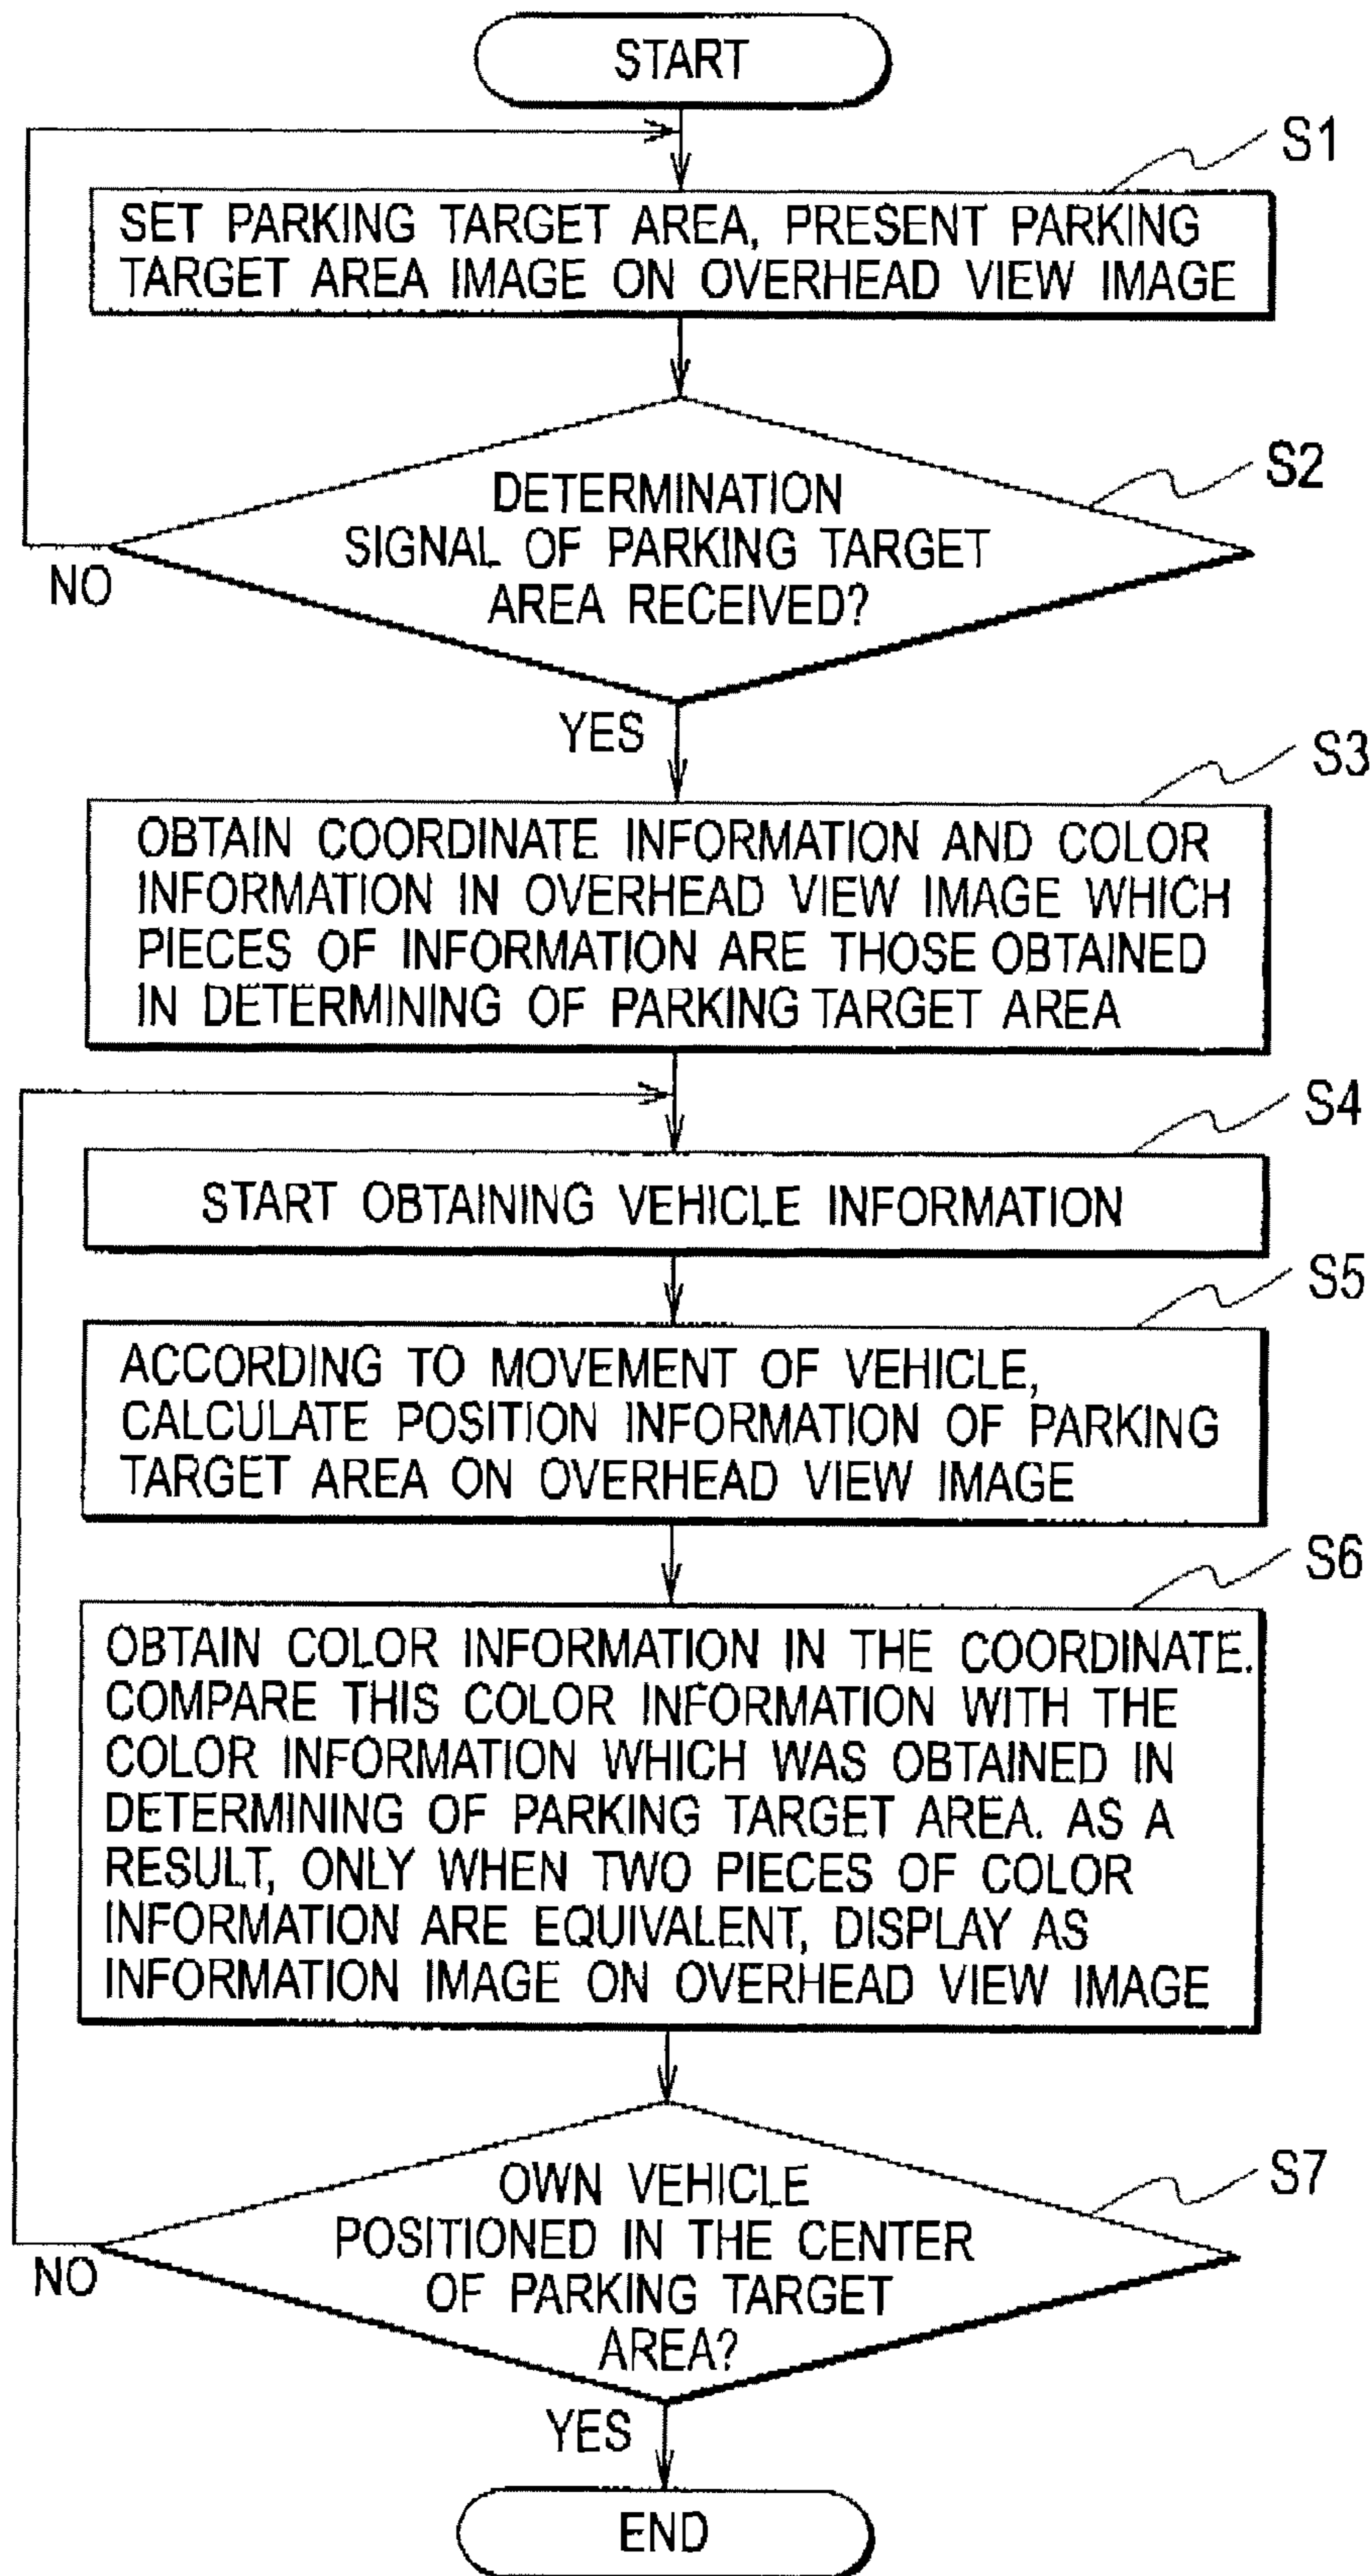 START
S1
SET PARKING TARGET AREA, PRESENT PARKING
TARGET AREA IMAGE ON OVERHEAD VIEW IMAGE
S2
DETERMINATION
SIGNAL OF PARKING TARGET
AREA RECEIVED?
NO
YES
S3
OBTAIN COORDINATE INFORMATION AND COLOR
INFORMATION IN OVERHEAD VIEW IMAGE WHICH
PIECES OF INFORMATION ARE THOSE OBTAINED
IN DETERMINING OF PARKING TARGET AREA
S4
START OBTAINING VEHICLE INFORMATION
S5
ACCORDING TO MOVEMENT OF VEHICLE,
CALCULATE POSITION INFORMATION OF PARKING
TARGET AREA ON OVERHEAD VIEW IMAGE
S6
OBTAIN COLOR INFORMATION IN THE COORDINATE.
COMPARE THIS COLOR INFORMATION WITH THE
COLOR INFORMATION WHICH WAS OBTAINED IN
DETERMINING OF PARKING TARGET AREA. AS A
RESULT, ONLY WHEN TWO PIECES OF COLOR
INFORMATION ARE EQUIVALENT, DISPLAY AS
INFORMATION IMAGE ON OVERHEAD VIEW IMAGE
S7
OWN VEHICLE
POSITIONED IN THE CENTER
OF PARKING TARGET
AREA?
NO
YES
END